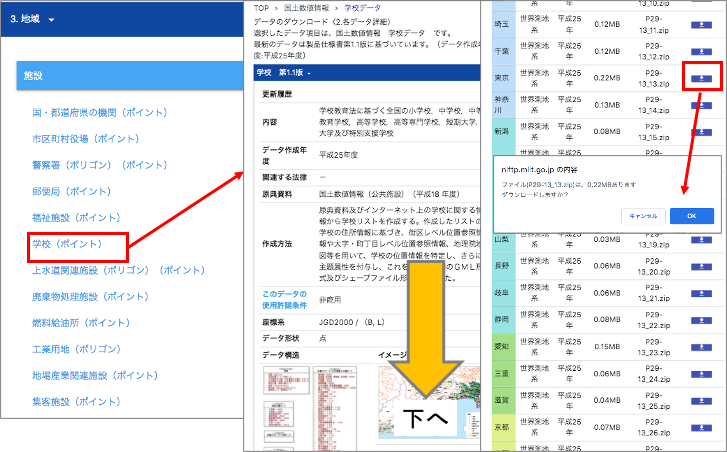 3. 地域
施設
国・都道府県の機関（ポイント）
市区町村役場（ポイント）
警察署（ポリゴン）（ポイント）
郵便局（ポイント）
福祉施設（ポイント）
学校（ポイント）
上水道関連施設（ポリゴン）（ポイント）
廃棄物処理施設（ポイント）
燃料給油所（ポイント）
工業用地（ポリゴン）
地場産業関連施設（ポイント）
集客施設（ポイント）
TOP > 国土数値情報 > 学校データ
データのダウンロード（2.各データ詳細）
選択したデータ項目は、国土数値情報　学校データ　です。
最新のデータは製品仕様書第1.1版に基づいています。（データ作成年
度:平成25年度）
学校　第1.1版
更新履歴
内容
学校教育法に基づく全国の小学校、中学校、中等
教育学校、高等学校、高等専門学校、短期大学、
大学及び特別支援学校
データ作成年
度
平成25年度
関連する法律
－
原典資料
国土数値情報（公共施設）（平成18 年度）
作成方法
原典資料及びインターネット上の学校に関する情
報から学校リストを作成する。作成したリストの
学校の住所情報に基づき、街区レベル位置参照情
報や大字・町丁目レベル位置参照情報、地理院地
図等を用いて、学校の位置情報を特定し、さらに
主題属性を付与し、これを
のＧＭＬ形
式及びシェープファイル形
た。
このデータの
使用許諾条件
非商用
座標系
JGD2000 / （B, L）
データ形状
点
データ構造
イメージ
下へ
10.zip
埼玉
世界測地
系
平成25
年
0.12MB
P29-
13_11.zip
千葉
世界測地
系
平成25
年
0.12MB
P29-
13_12.zip
東京
世界測地
系
平成25
年
0.22MB
P29-
13_13.zip
神奈
川
世界測地
系
平成25
年
0.13MB
P29-
13_14.zip
新潟
世界測地
系
平成25
年
0.08MB
P29-
13_15.zip
niftp.mlit.go.jp の内容
ファイル(P29-13_13.zip)は、0.22MBあります
ダウンロードしますか？
キャンセル
OK
山梨
系
年
0.03MB
13_19.zip
長野
世界測地
系
平成25
年
0.06MB
P29-
13_20.zip
岐阜
世界測地
系
平成25
年
0.06MB
P29-
13_21.zip
静岡
世界測地
系
平成25
年
0.08MB
P29-
13_22.zip
愛知
世界測地
系
平成25
年
0.15MB
P29-
13_23.zip
三重
世界測地
系
平成25
年
0.06MB
P29-
13_24.zip
滋賀
世界測地
系
平成25
年
0.04MB
P29-
13_25.zip
京都
世界測地
系
平成25
年
0.07MB
P29-
13_26.zip